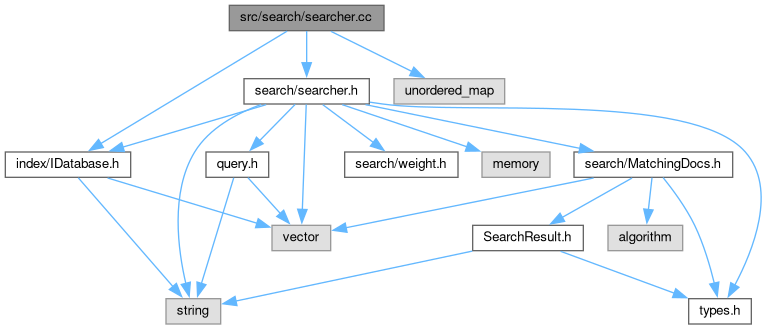 src/search/searcher.cc
search/searcher.h
unordered_map
index/IDatabase.h
query.h
search/weight.h
memory
search/MatchingDocs.h
vector
SearchResult.h
algorithm
string
types.h